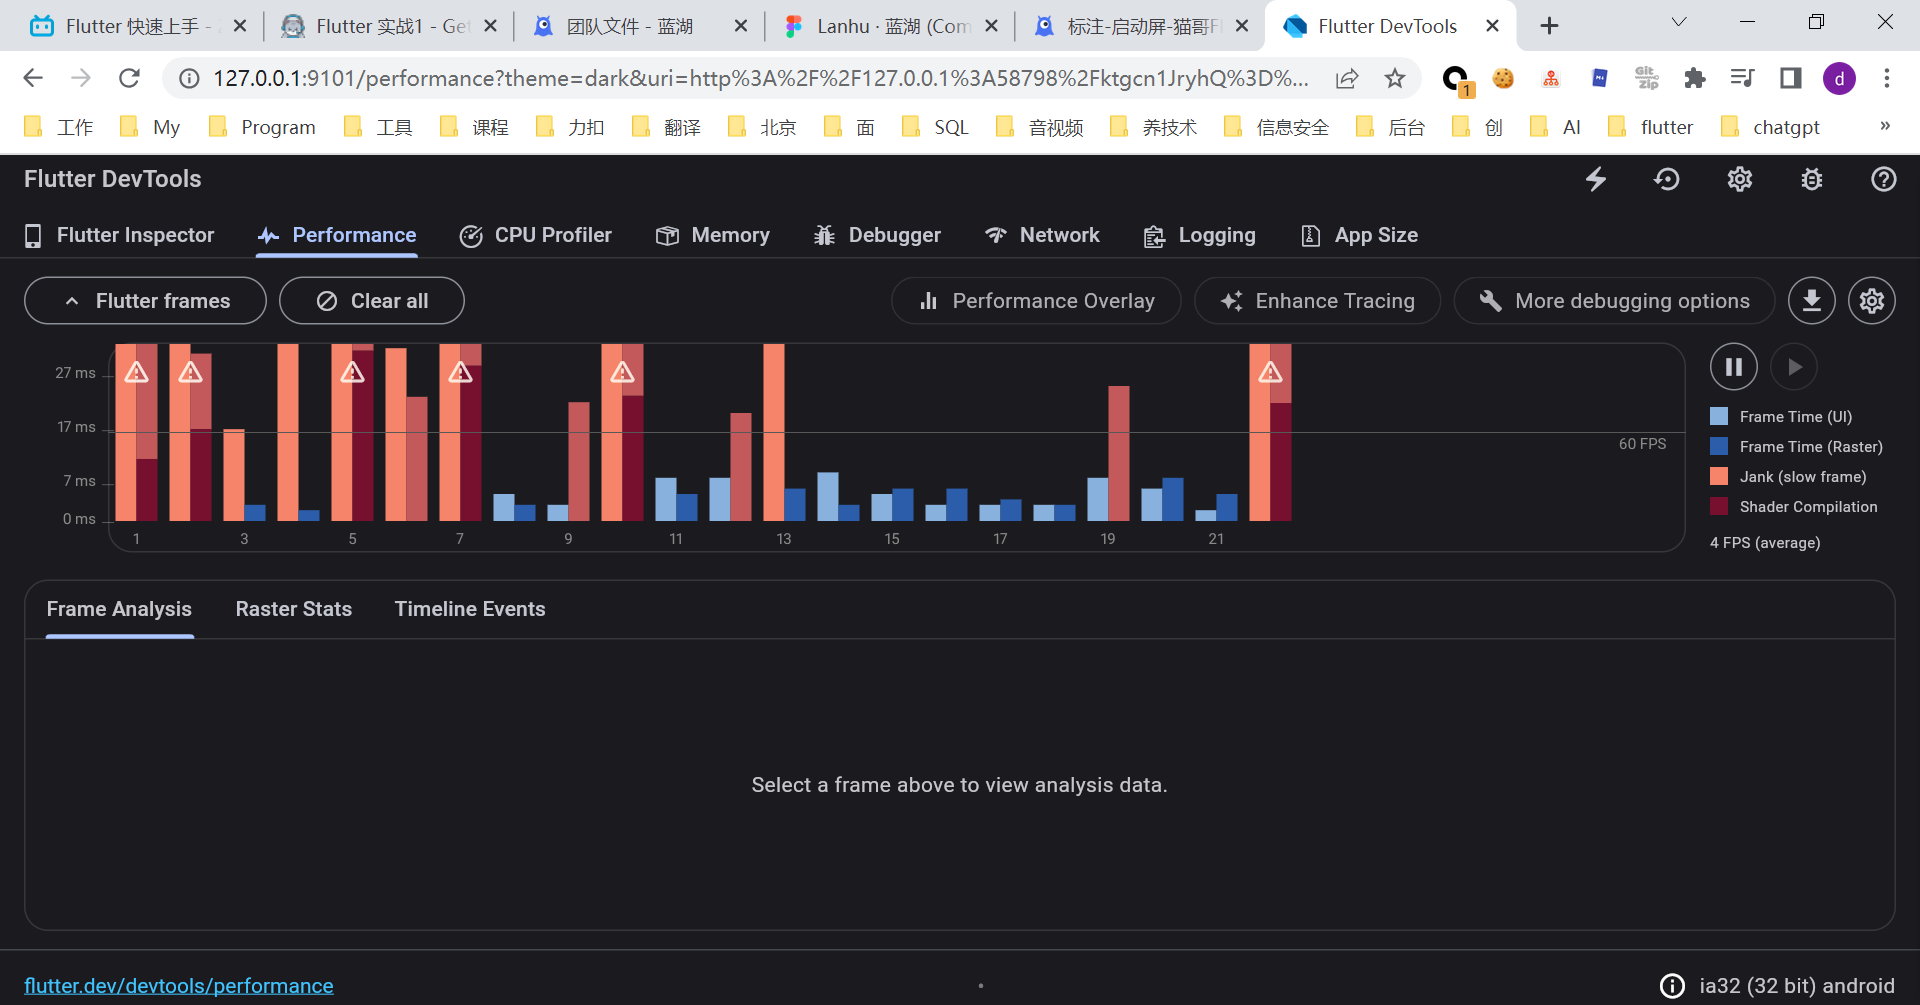 Flutter 快速上手 -
Flutter 实战1 - Get
团队文件 - 蓝湖
Lanhu · 蓝湖 (Com
标注-启动屏-猫哥Fl
Flutter DevTools
127.0.0.1:9101/performance?theme=dark&uri=http%3A%2F%2F127.0.0.1%3A58798%2Fktgcn1JryhQ%3D%...
1
d
工作
My
Program
工具
课程
力扣
翻译
北京
面
SQL
音视频
养技术
信息安全
后台
创
AI
flutter
chatgpt
»
Flutter DevTools
Flutter Inspector
Performance
CPU Profiler
Memory
Debugger
Network
Logging
App Size
Flutter frames
Clear all
Performance Overlay
Enhance Tracing
More debugging options
27 ms
17 ms
7 ms
0 ms
60 FPS
1 3 5 7 9 11 13 15 17 19 21
Frame Time (UI)
Frame Time (Raster)
Jank (slow frame)
Shader Compilation
4 FPS (average)
Frame Analysis
Raster Stats
Timeline Events
Select a frame above to view analysis data.
flutter.dev/devtools/performance
•
ia32 (32 bit) android